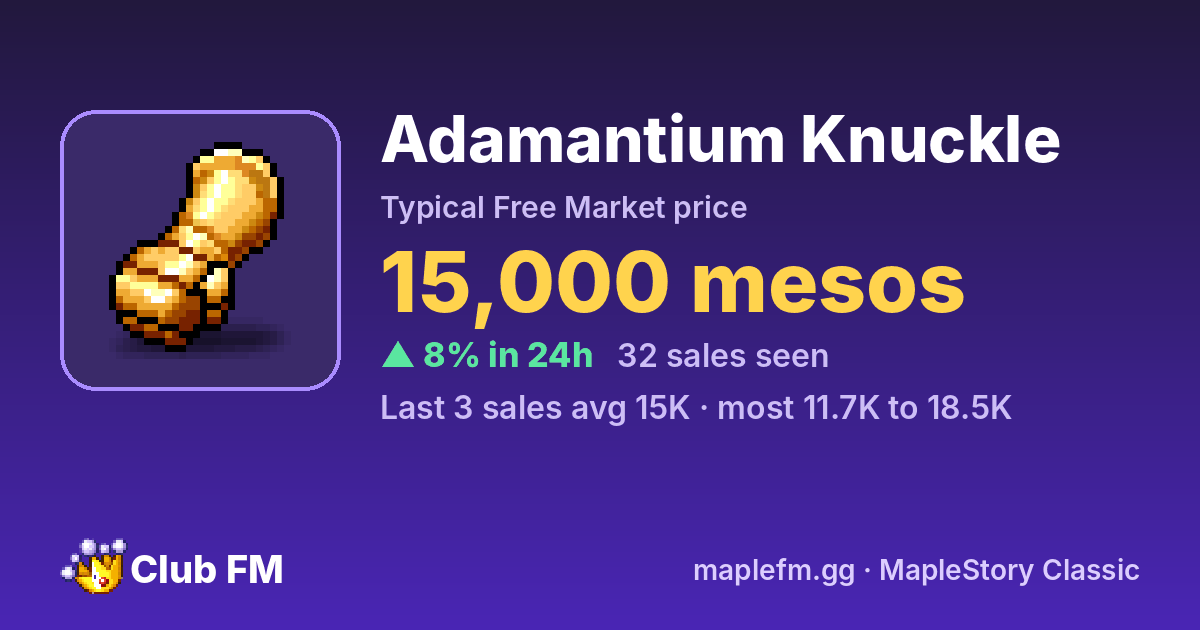 Adamantium Knuckle
Typical Free Market price
15,000 mesos
▲ 8% in 24h 32 sales seen
Last 3 sales avg 15K · most 11.7K to 18.5K
Club FM
maplefm.gg · MapleStory Classic